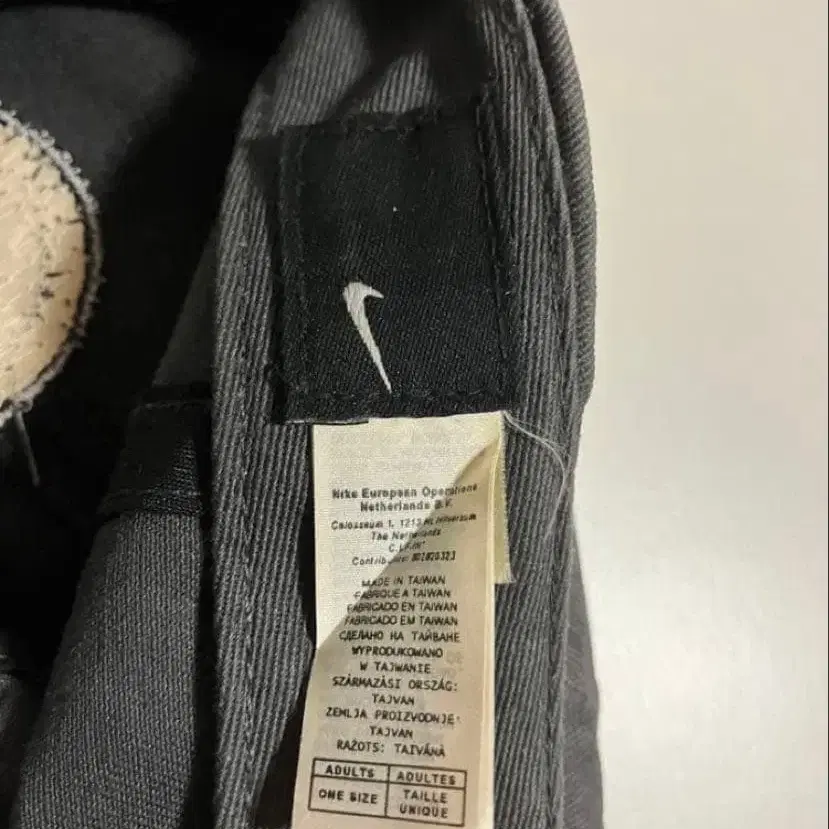 Nike European Operations
Netherlands B.V.
Colosseum 1, 1213 Hilversum
The Netherlands
MADE IN TAIWAN
FABRIQUE A TAIWAN
FABRICADO EN TAIWAN
FABRICADO EM TAIWAN
СДЕЛАНО НА ТАЙВАНЕ
WYPRODUKOWANO
W TAJWANIE
SZÁRMAZÁSI ORSZÁG:
TAJVAN
ZEMLJA PROIZVODNJE:
TAJVAN
RAŽOTS: TAIVĀNĀ
ADULTS ADULTES
ONE SIZE TAILLE
UNIQUE